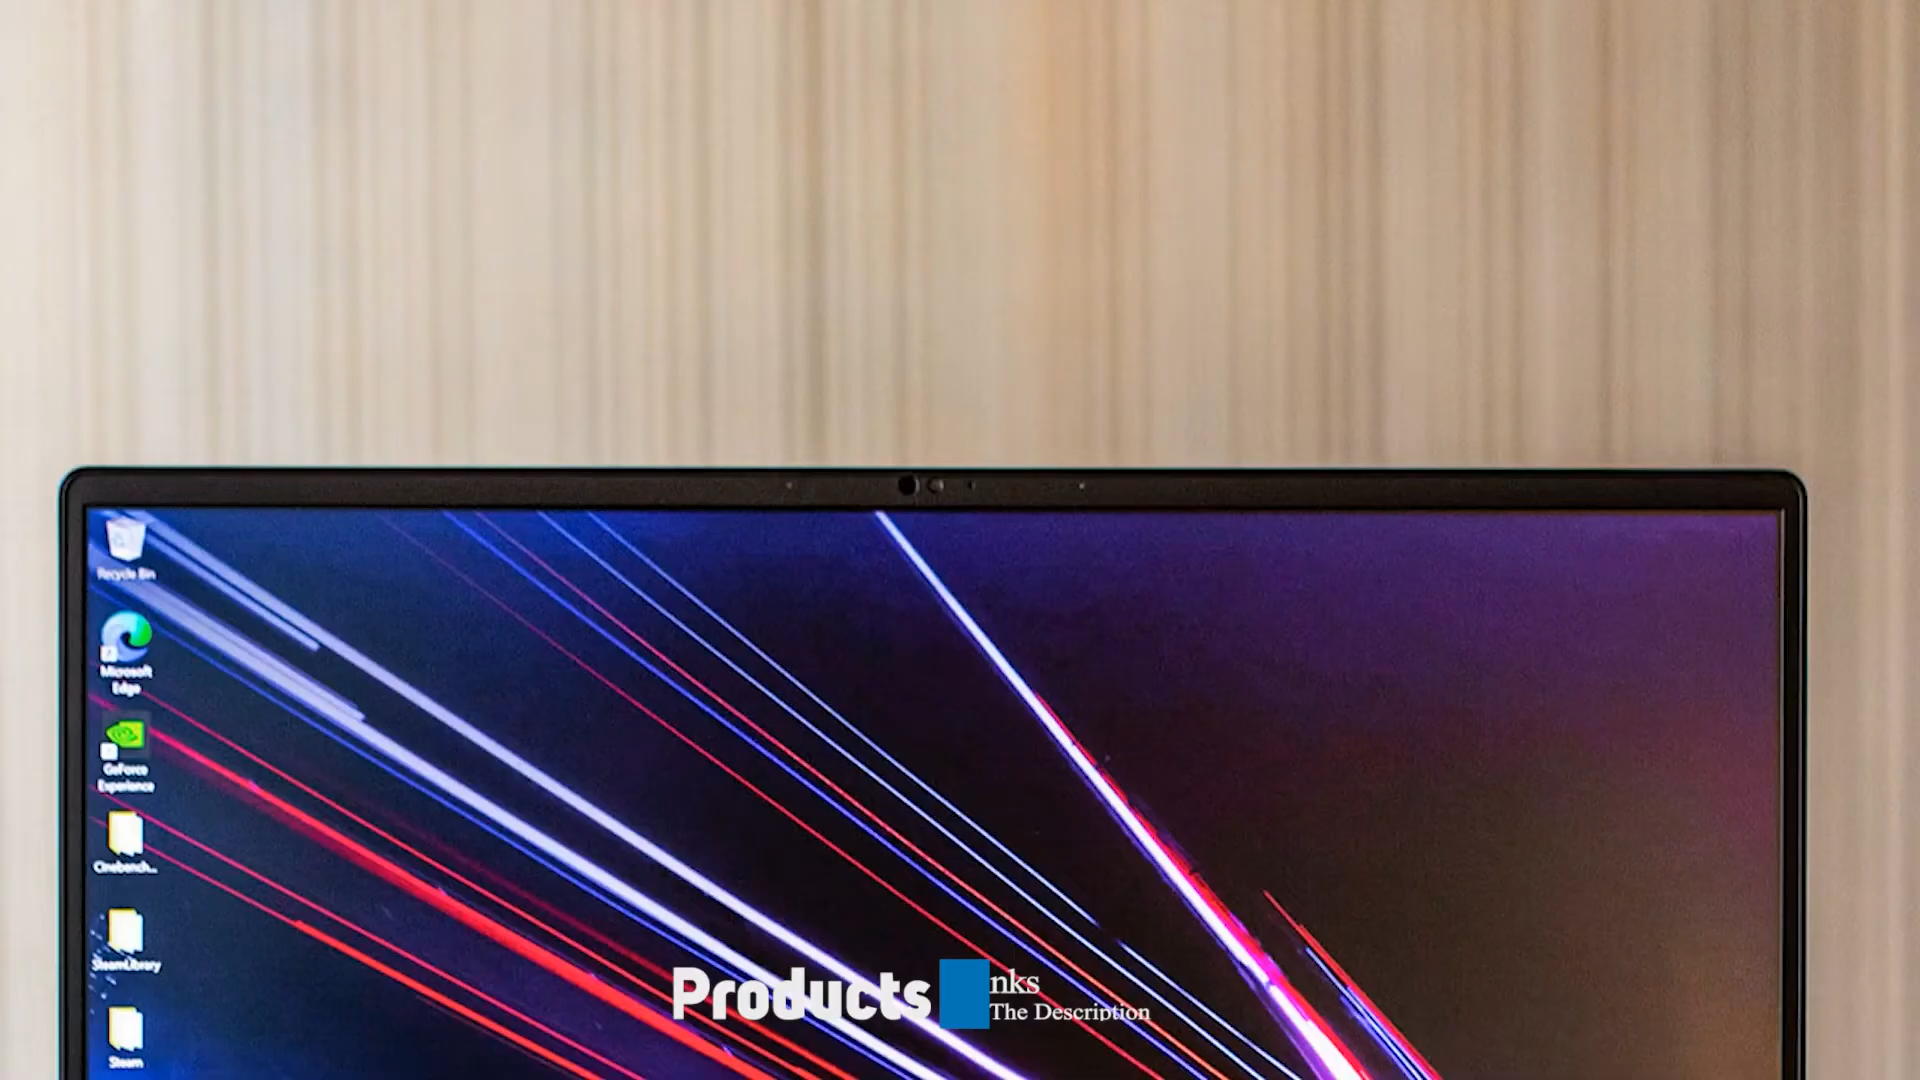 Recycle Bin
Microsoft
Edge
GeForce
Experience
Cinebench...
SteamLibrary
Steam
Products
nks
The Description